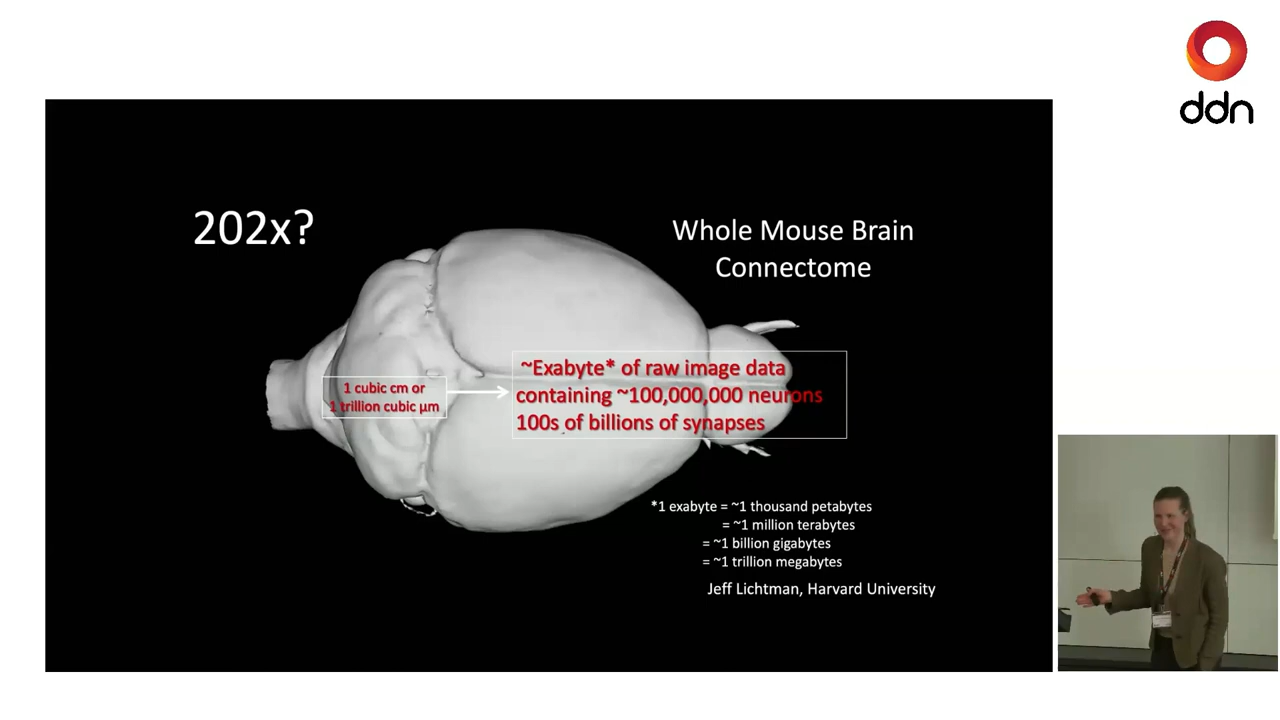 ddn
202x?
Whole Mouse Brain
Connectome
1 cubic cm or
1 trillion cubic µm
~Exabyte* of raw image data
containing ~100,000,000 neurons
100s of billions of synapses
*1 exabyte = ~1 thousand petabytes
= ~1 million terabytes
= ~1 billion gigabytes
= ~1 trillion megabytes
Jeff Lichtman, Harvard University